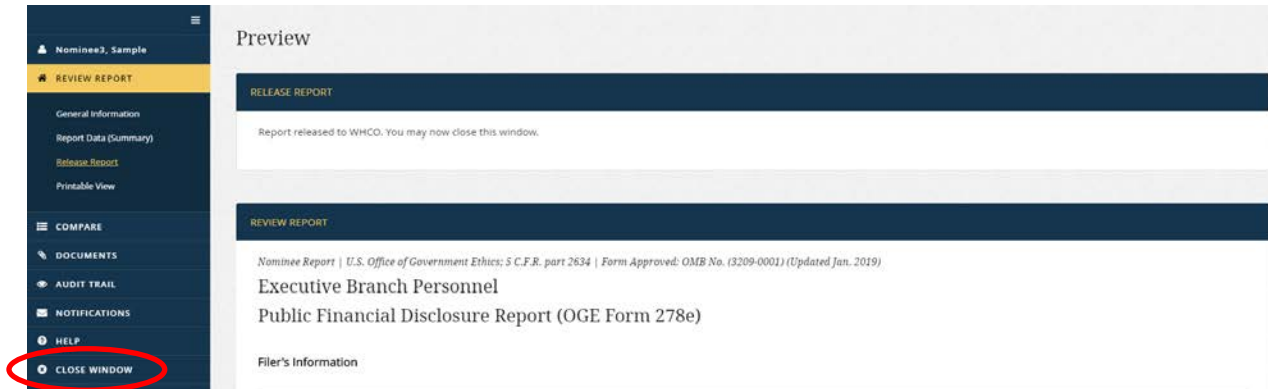 Nominee3, Sample
REVIEW REPORT
General Information
Report Data (Summary)
Release Report
Printable View
COMPARE
DOCUMENTS
AUDIT TRAIL
NOTIFICATIONS
HELP
CLOSE WINDOW
Preview
RELEASE REPORT
Report released to WHCO. You may now close this window.
REVIEW REPORT
Nominee Report | U.S. Office of Government Ethics; 5 C.F.R. part 2634 | Form Approved: OMB No. (3209-0001) (Updated Jan. 2019)
Executive Branch Personnel
Public Financial Disclosure Report (OGE Form 278e)
Filer's Information